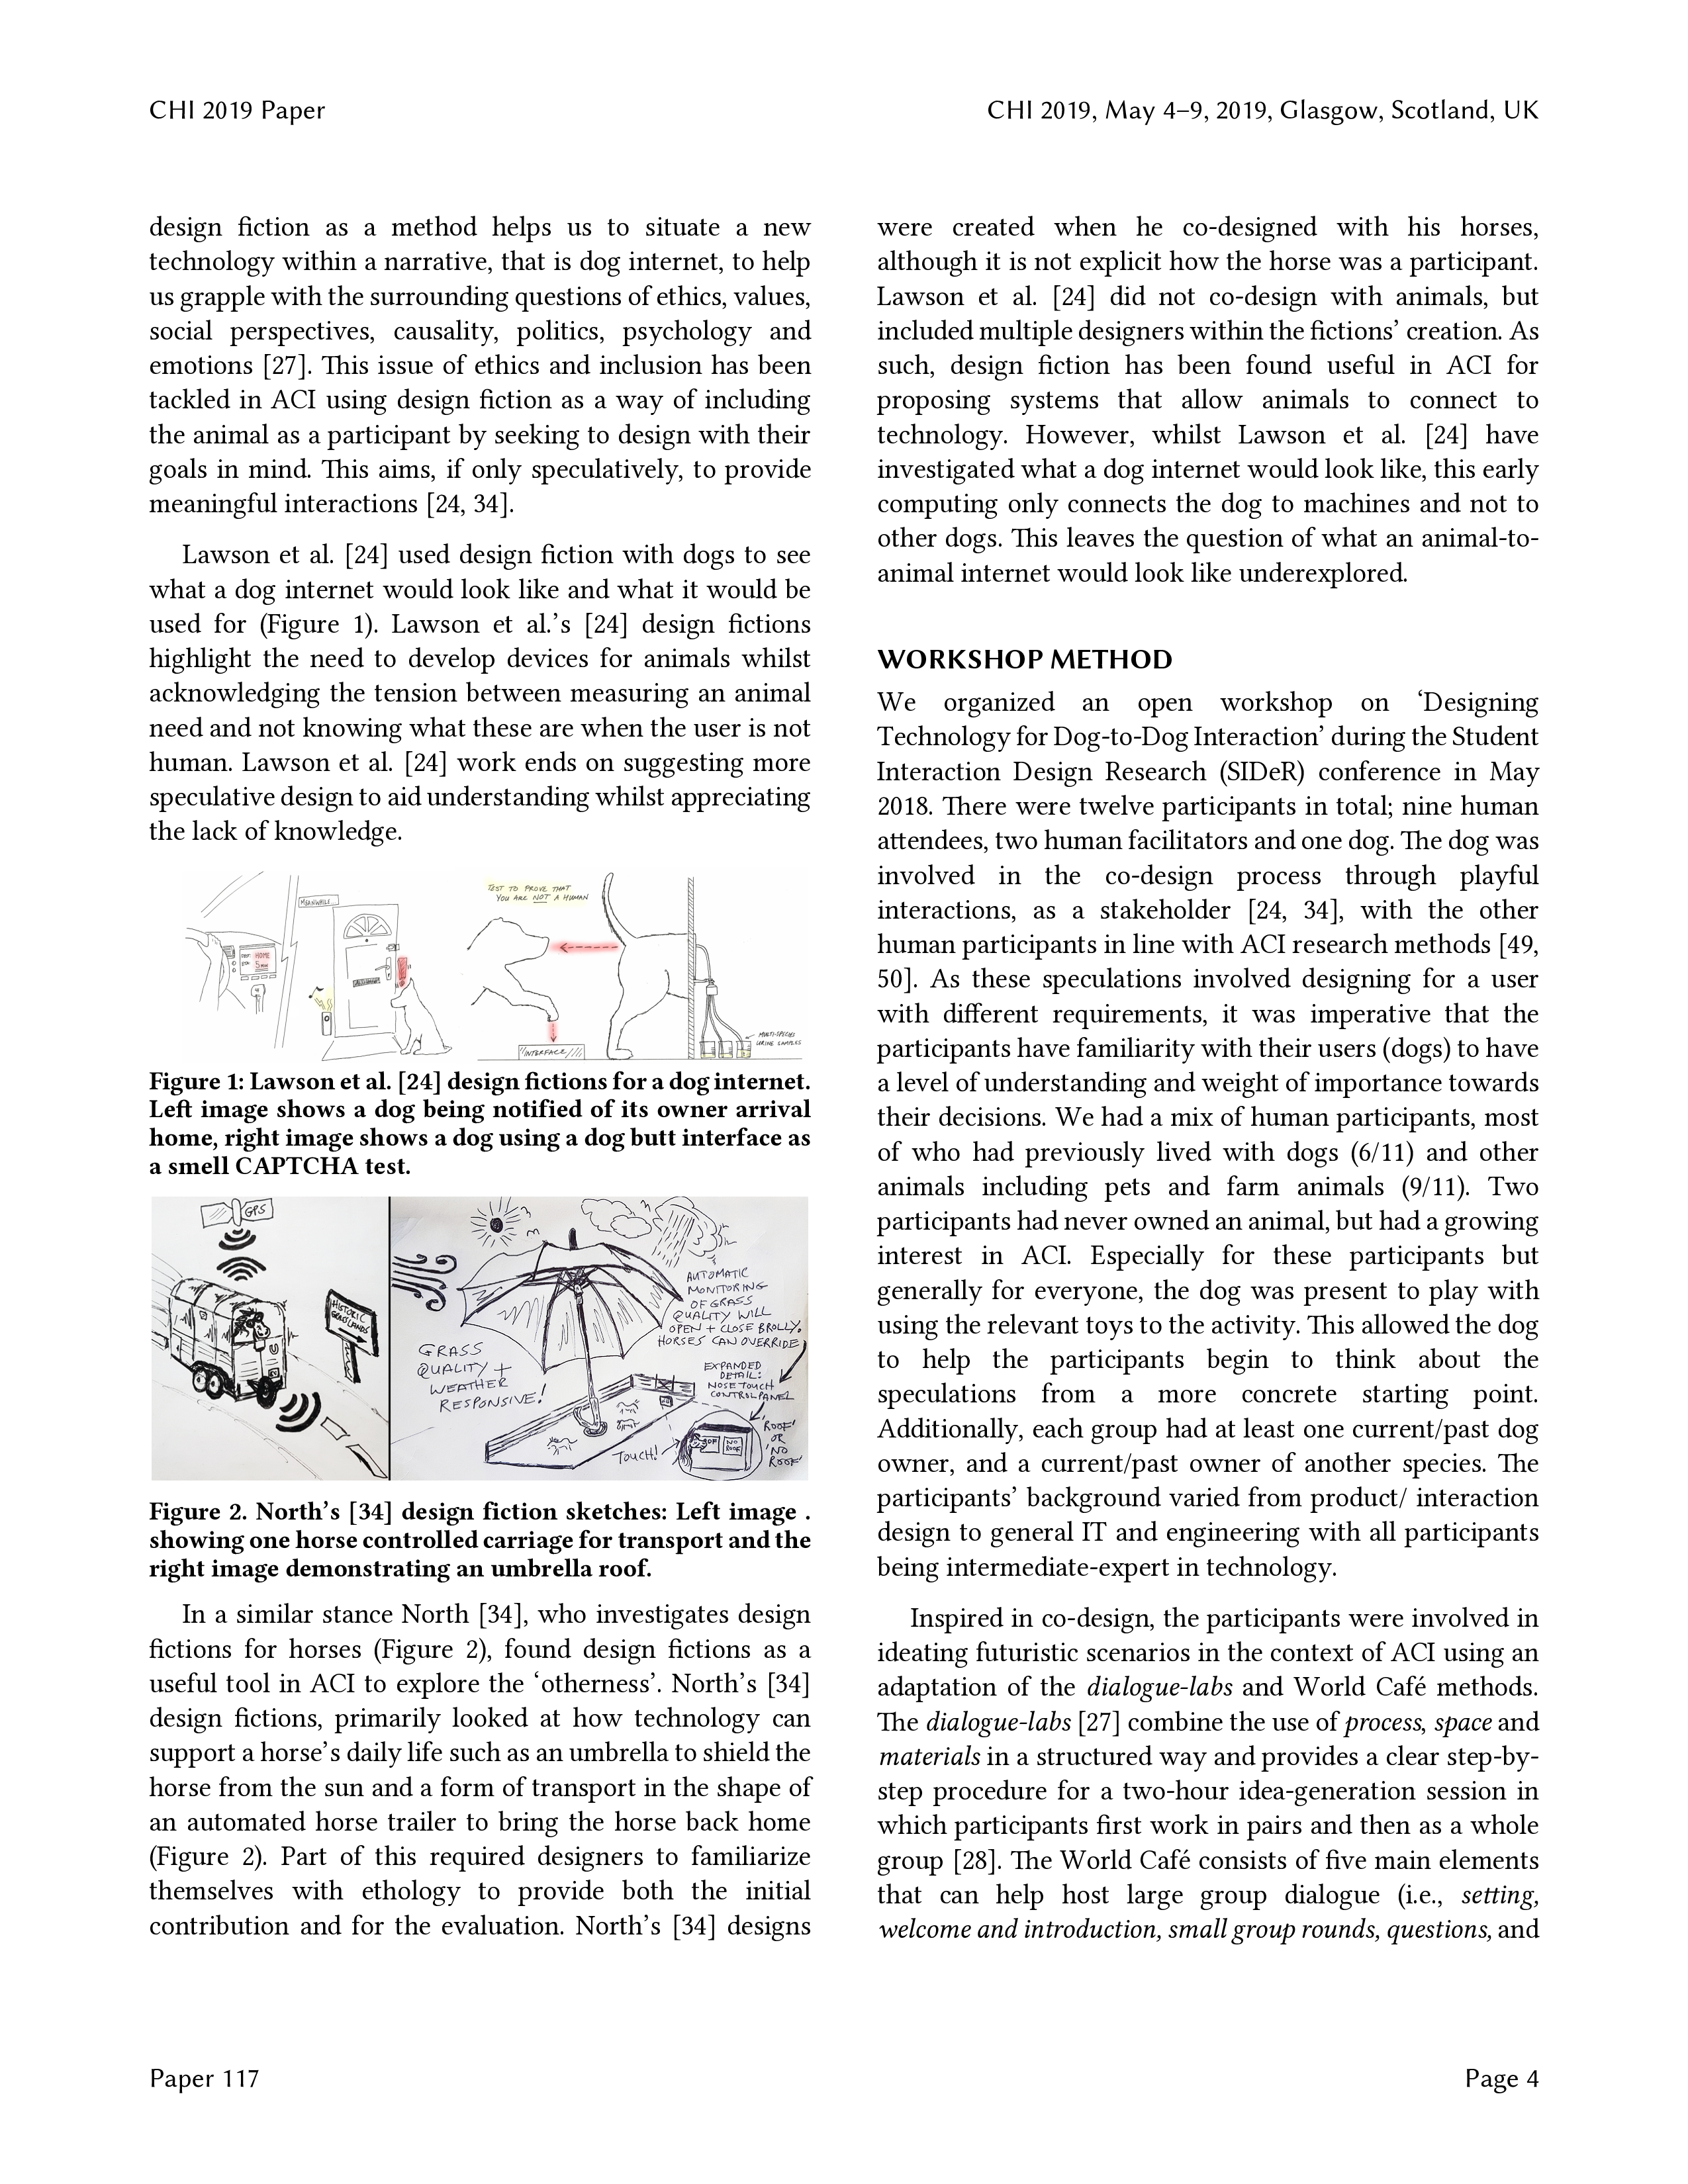 CHI 2019 Paper
CHI 2019, May 4–9, 2019, Glasgow, Scotland, UK
design fiction as a method helps us to situate a new
technology within a narrative, that is dog internet, to help
us grapple with the surrounding questions of ethics, values,
social perspectives, causality, politics, psychology and
emotions [27]. This issue of ethics and inclusion has been
tackled in ACI using design fiction as a way of including
the animal as a participant by seeking to design with their
goals in mind. This aims, if only speculatively, to provide
meaningful interactions [24, 34].
Lawson et al. [24] used design fiction with dogs to see
what a dog internet would look like and what it would be
used for (Figure 1). Lawson et al.’s [24] design fictions
highlight the need to develop devices for animals whilst
acknowledging the tension between measuring an animal
need and not knowing what these are when the user is not
human. Lawson et al. [24] work ends on suggesting more
speculative design to aid understanding whilst appreciating
the lack of knowledge.
MEANWHILE
HOME
5 min
TEST TO PROVE THAT
YOU ARE NOT A HUMAN
INTERFACE
MULTI-SPECIES
URINE SAMPLES
Figure 1: Lawson et al. [24] design fictions for a dog internet.
Left image shows a dog being notified of its owner arrival
home, right image shows a dog using a dog butt interface as
a smell CAPTCHA test.
GPS
HISTORIC
GRASSLANDS
GRASS
QUALITY +
WEATHER
RESPONSIVE!
AUTOMATIC
MONITORING
OF GRASS
QUALITY WILL
OPEN + CLOSE BROLLY.
HORSES CAN OVERRIDE
EXPANDED
DETAIL:
NOSE TOUCH
CONTROL PANEL
'ROOF'
OR
'NO
ROOF'
TOUCH!
NO
ROOF
Figure 2. North’s [34] design fiction sketches: Left image .
showing one horse controlled carriage for transport and the
right image demonstrating an umbrella roof.
In a similar stance North [34], who investigates design
fictions for horses (Figure 2), found design fictions as a
useful tool in ACI to explore the ‘otherness’. North’s [34]
design fictions, primarily looked at how technology can
support a horse’s daily life such as an umbrella to shield the
horse from the sun and a form of transport in the shape of
an automated horse trailer to bring the horse back home
(Figure 2). Part of this required designers to familiarize
themselves with ethology to provide both the initial
contribution and for the evaluation. North’s [34] designs
were created when he co-designed with his horses,
although it is not explicit how the horse was a participant.
Lawson et al. [24] did not co-design with animals, but
included multiple designers within the fictions’ creation. As
such, design fiction has been found useful in ACI for
proposing systems that allow animals to connect to
technology. However, whilst Lawson et al. [24] have
investigated what a dog internet would look like, this early
computing only connects the dog to machines and not to
other dogs. This leaves the question of what an animal-to-
animal internet would look like underexplored.
WORKSHOP METHOD
We organized an open workshop on ‘Designing
Technology for Dog-to-Dog Interaction’ during the Student
Interaction Design Research (SIDeR) conference in May
2018. There were twelve participants in total; nine human
attendees, two human facilitators and one dog. The dog was
involved in the co-design process through playful
interactions, as a stakeholder [24, 34], with the other
human participants in line with ACI research methods [49,
50]. As these speculations involved designing for a user
with different requirements, it was imperative that the
participants have familiarity with their users (dogs) to have
a level of understanding and weight of importance towards
their decisions. We had a mix of human participants, most
of who had previously lived with dogs (6/11) and other
animals including pets and farm animals (9/11). Two
participants had never owned an animal, but had a growing
interest in ACI. Especially for these participants but
generally for everyone, the dog was present to play with
using the relevant toys to the activity. This allowed the dog
to help the participants begin to think about the
speculations from a more concrete starting point.
Additionally, each group had at least one current/past dog
owner, and a current/past owner of another species. The
participants’ background varied from product/ interaction
design to general IT and engineering with all participants
being intermediate-expert in technology.
Inspired in co-design, the participants were involved in
ideating futuristic scenarios in the context of ACI using an
adaptation of the dialogue-labs and World Café methods.
The dialogue-labs [27] combine the use of process, space and
materials in a structured way and provides a clear step-by-
step procedure for a two-hour idea-generation session in
which participants first work in pairs and then as a whole
group [28]. The World Café consists of five main elements
that can help host large group dialogue (i.e., setting,
welcome and introduction, small group rounds, questions, and
Paper 117
Page 4